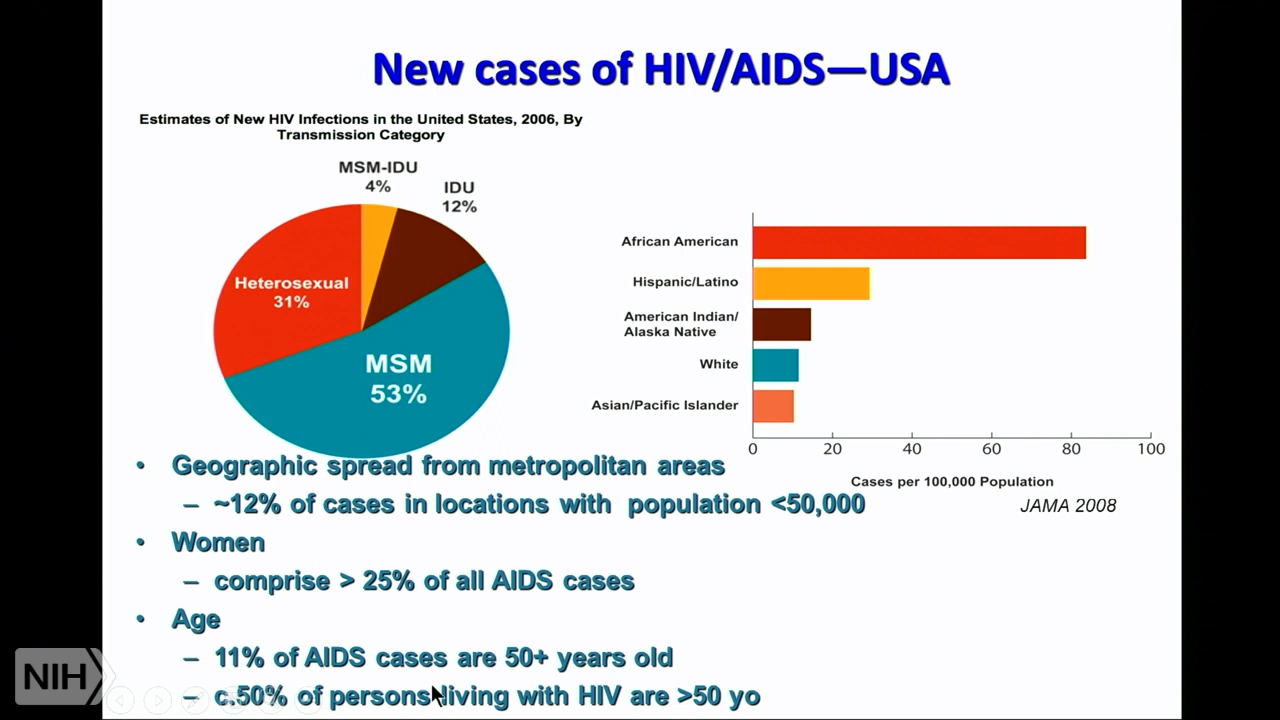 New cases of HIV/AIDS—USA
Estimates of New HIV Infections in the United States, 2006, By
Transmission Category
MSM-IDU
4%
IDU
12%
Heterosexual
31%
MSM
53%
African American
Hispanic/Latino
American Indian/
Alaska Native
White
Asian/Pacific Islander
0 20 40 60 80 100
Cases per 100,000 Population
JAMA 2008
• Geographic spread from metropolitan areas
– ~12% of cases in locations with population <50,000
• Women
– comprise > 25% of all AIDS cases
• Age
– 11% of AIDS cases are 50+ years old
– c.50% of persons living with HIV are >50 yo
NIH